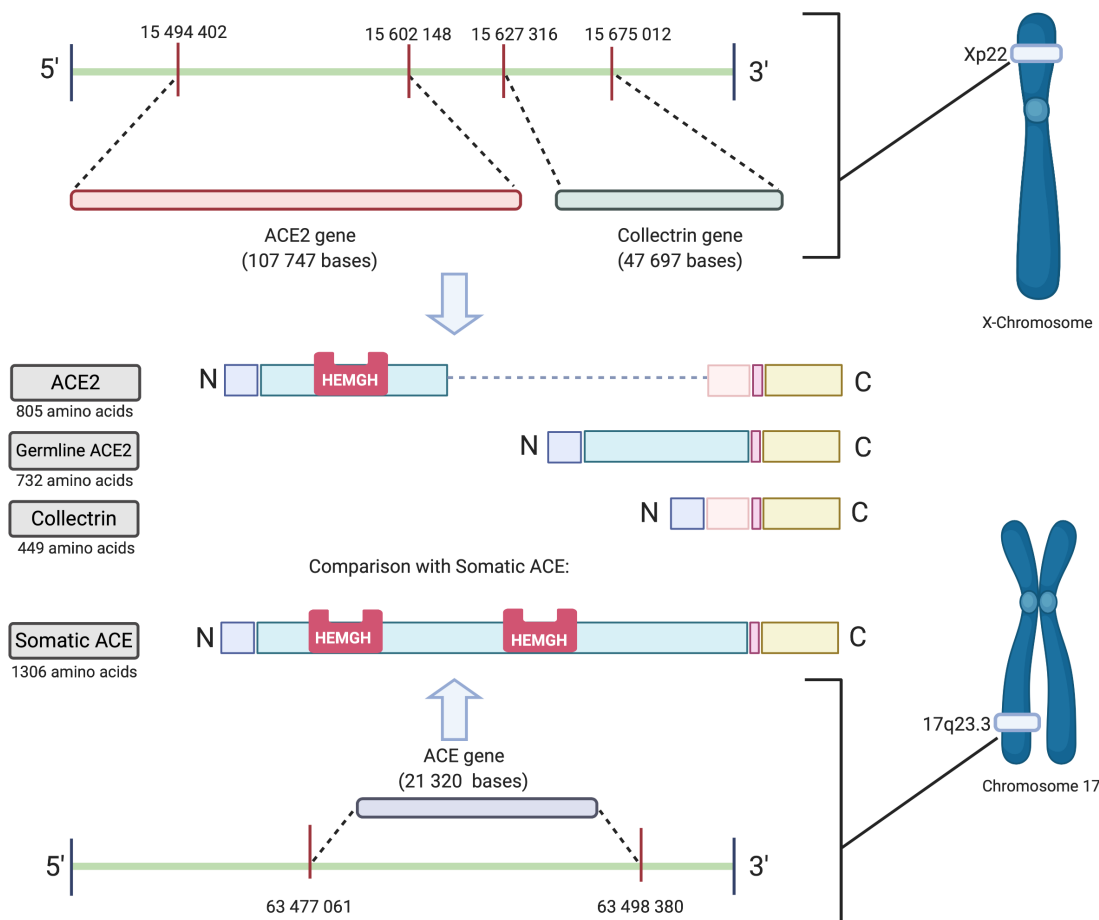 15 494 402
15 602 148
15 627 316
15 675 012
5'
3'
Xp22
ACE2 gene
(107 747 bases)
Collectrin gene
(47 697 bases)
X-Chromosome
ACE2
805 amino acids
N
HEMGH
C
Germline ACE2
732 amino acids
N
C
Collectrin
449 amino acids
N
C
Comparison with Somatic ACE:
Somatic ACE
1306 amino acids
N
HEMGH
HEMGH
C
17q23.3
Chromosome 17
ACE gene
(21 320 bases)
5'
3'
63 477 061
63 498 380